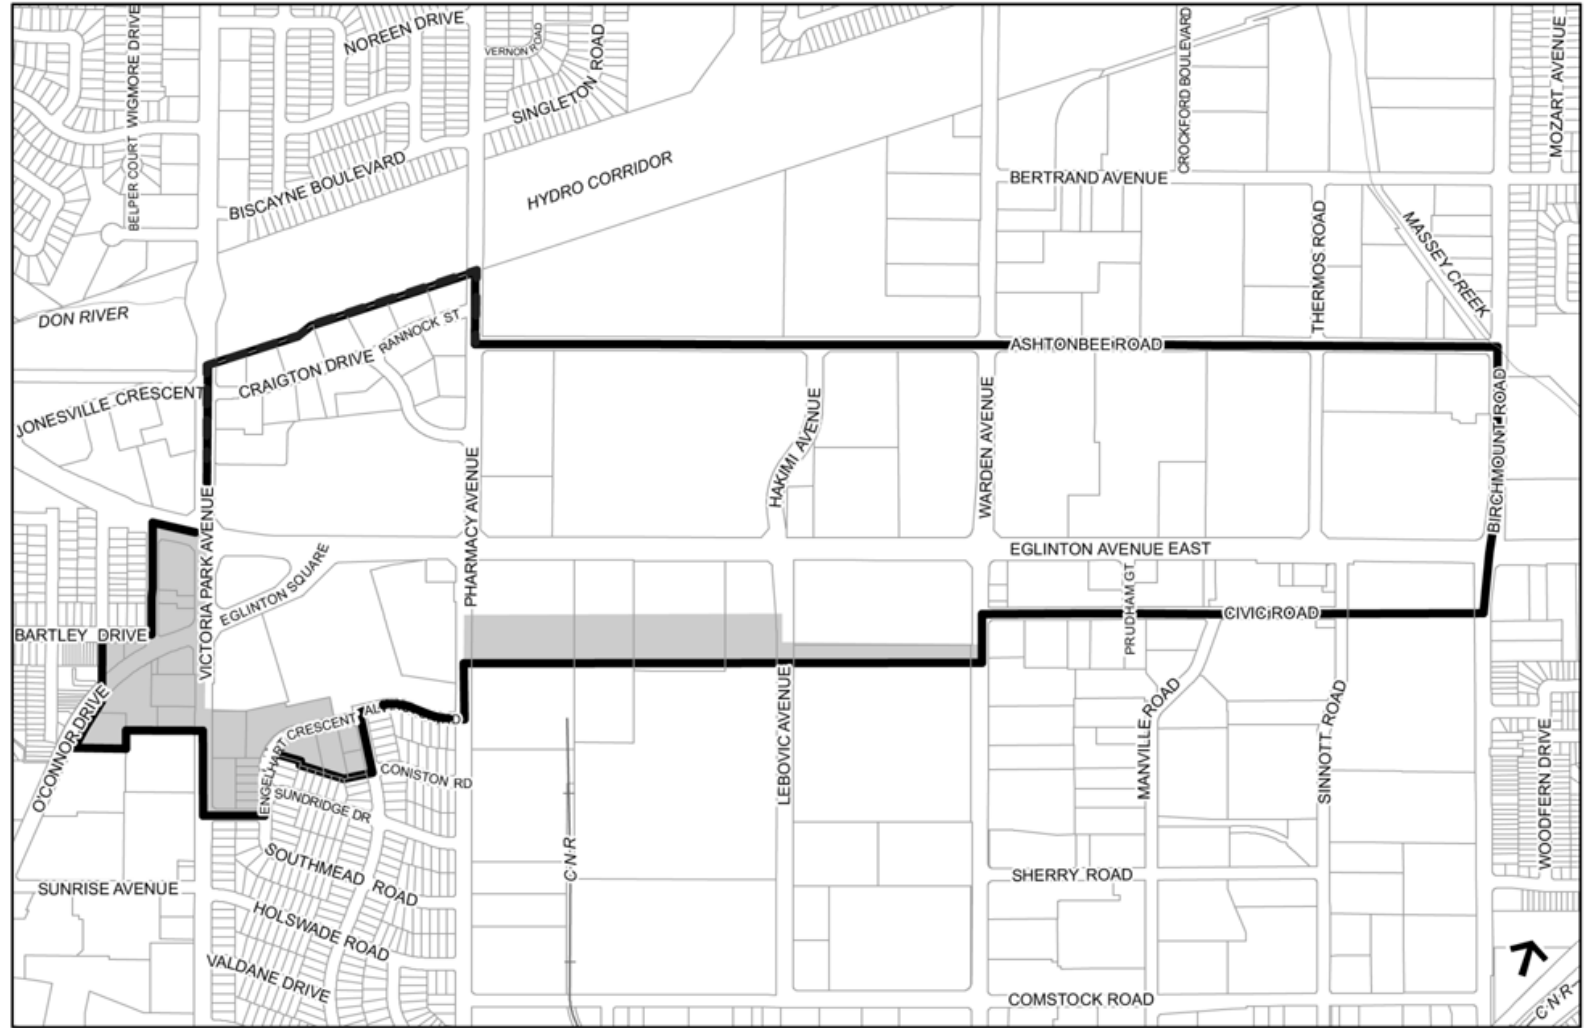 NOREEN DRIVE
VERNON ROAD
SINGLETON ROAD
WIGMORE DRIVE
BELPER COURT
BISCAYNE BOULEVARD
HYDRO CORRIDOR
CROCKFORD BOULEVARD
MOZART AVENUE
BERTRAND AVENUE
THERMOS ROAD
MASSEY CREEK
DON RIVER
RANNOCK ST
CRAIGTON DRIVE
JONESVILLE CRESCENT
ASHTONBEE ROAD
BIRCHMOUNT ROAD
HAKIMI AVENUE
WARDEN AVENUE
PHARMACY AVENUE
VICTORIA PARK AVENUE
EGLINTON SQUARE
EGLINTON AVENUE EAST
PRUDHAM GT
CIVIC ROAD
BARTLEY DRIVE
O'CONNOR DRIVE
ENGELHART CRESCENT
CONISTON RD
SUNDRIDGE DR
LEBOVIC AVENUE
MANVILLE ROAD
SINNOTT ROAD
WOODFERN DRIVE
SOUTHMEAD ROAD
C N R
SHERRY ROAD
SUNRISE AVENUE
HOLSWADE ROAD
VALDANE DRIVE
COMSTOCK ROAD
C N R